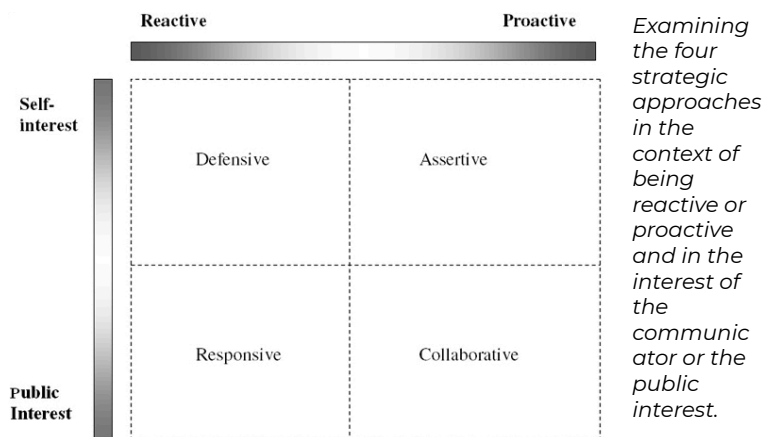 Reactive
Proactive
Self-
interest
Defensive
Assertive
Responsive
Collaborative
Public
Interest
Examining
the four
strategic
approaches
in the
context of
being
reactive or
proactive
and in the
interest of
the
communic
ator or the
public
interest.